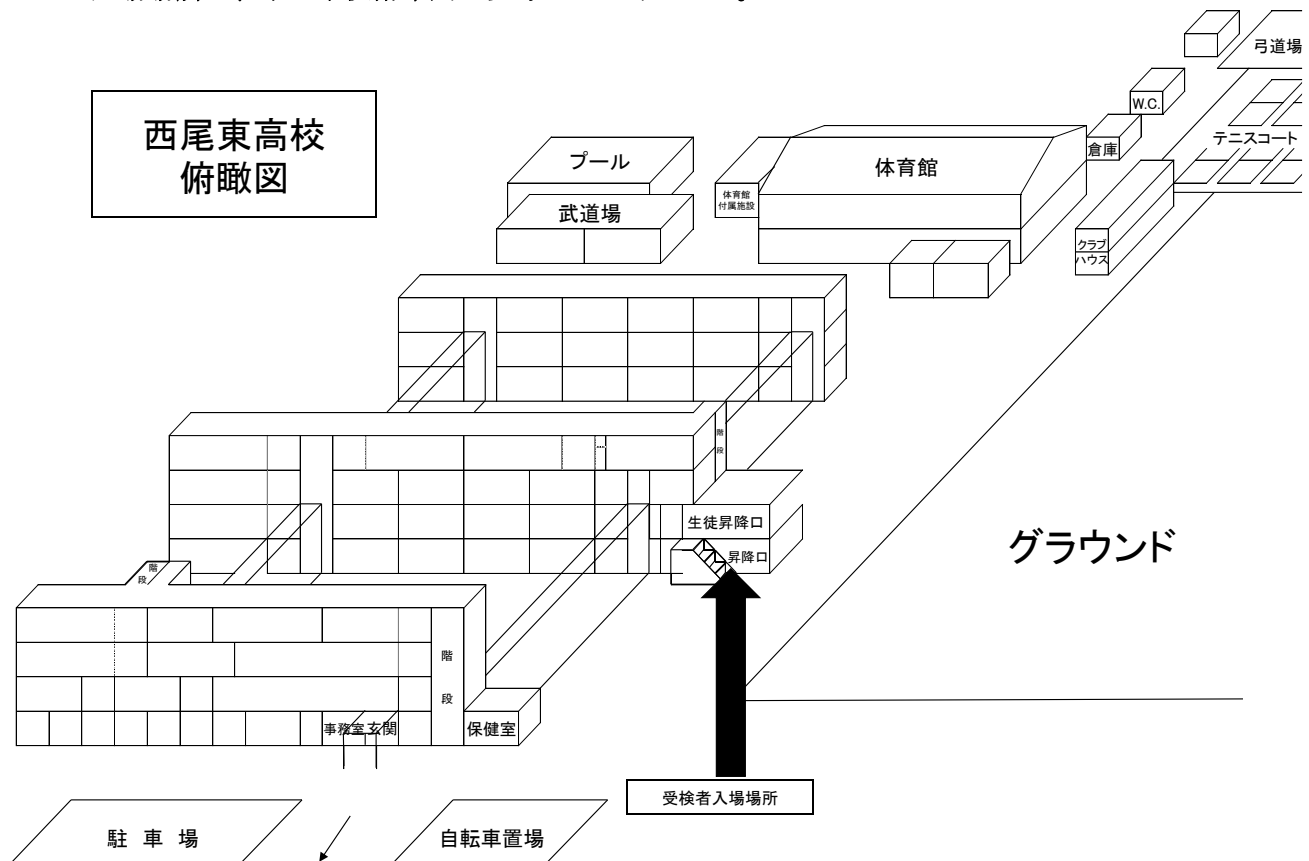 西尾東高校
俯瞰図
弓道場
W.C.
テニスコート
倉庫
プール
体育館
体育館
付属施設
武道場
クラブ
ハウス
階
段
生徒昇降口
昇降口
グラウンド
階
段
階
段
事務室
玄関
保健室
受検者入場場所
駐 車 場
自転車置場